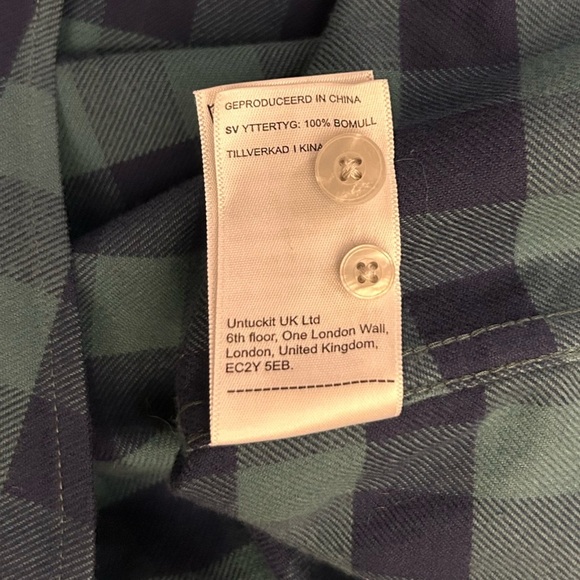 GEPRODUCEERD IN CHINA
SV YTTERTYG: 100% BOMULL
TILLVERKAD I KINA
Untuckit UK Ltd
6th floor, One London Wall,
London, United Kingdom,
EC2Y 5EB.